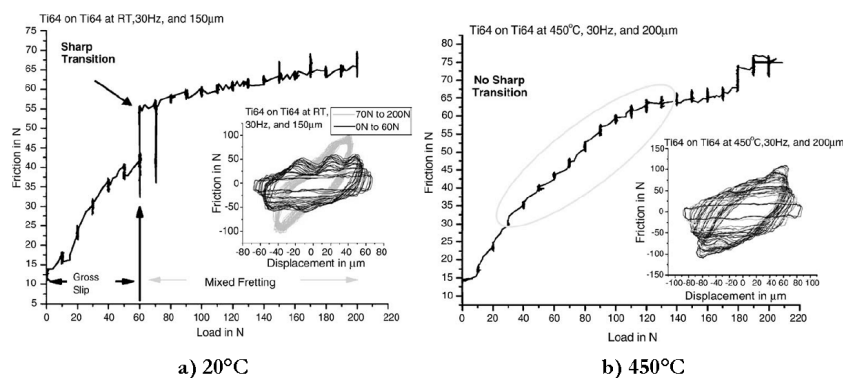 Ti64 on Ti64 at RT,30Hz, and 150μm
Sharp
Transition
Friction in N
75
70
65
60
55
50
45
40
35
30
25
20
15
10
5
Gross
Slip
Mixed Fretting
0 20 40 60 80 100 120 140 160 180 200 220
Load in N
Ti64 on Ti64 at RT,
30Hz, and 150μm
70N to 200N
0N to 60N
Friction in N
100
50
0
-50
-100
-80 -60 -40 -20 0 20 40 60 80
Displacement in μm
a) 20°C
Ti64 on Ti64 at 450°C, 30Hz, and 200μm
No Sharp
Transition
Friction in N
80
75
70
65
60
55
50
45
40
35
30
25
20
15
10
0 20 40 60 80 100 120 140 160 180 200 220
Load in N
Ti64 on Ti64 at 450°C,30Hz, and 200μm
Friction in N
150
100
50
0
-50
-100
-150
-100 -80 -60 -40 -20 0 20 40 60 80 100
Displacement in μm
b) 450°C